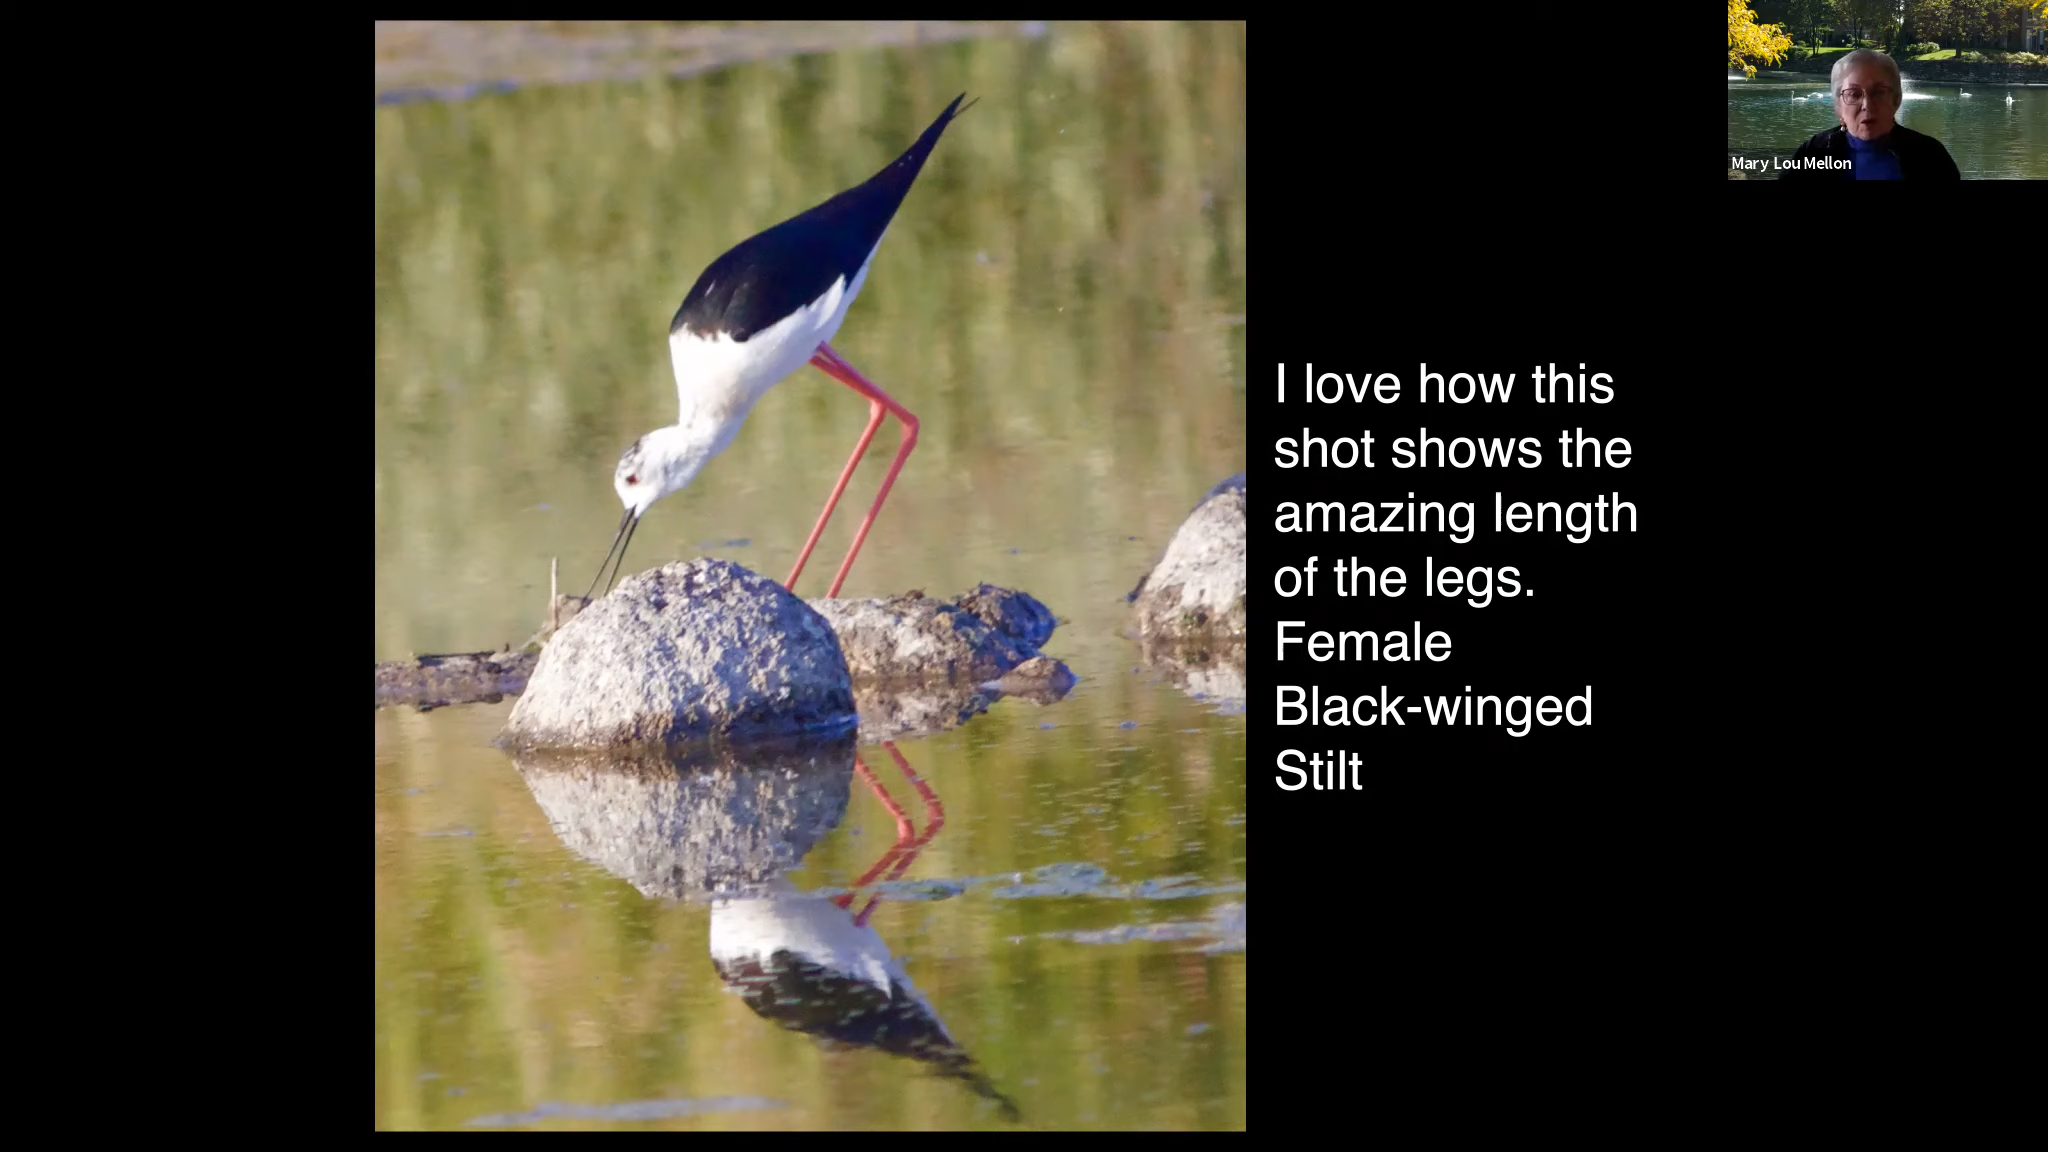 Mary Lou Mellon
I love how this
shot shows the
amazing length
of the legs.
Female
Black-winged
Stilt